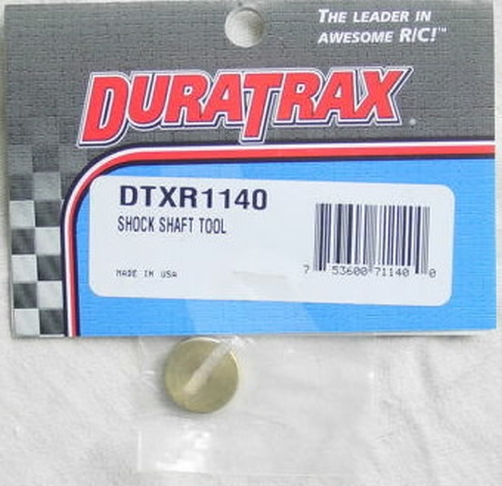 THE LEADER IN
AWESOME R/C!™
DURATRAX®
DTXR1140
SHOCK SHAFT TOOL
MADE IN USA
7 53600 71140 0